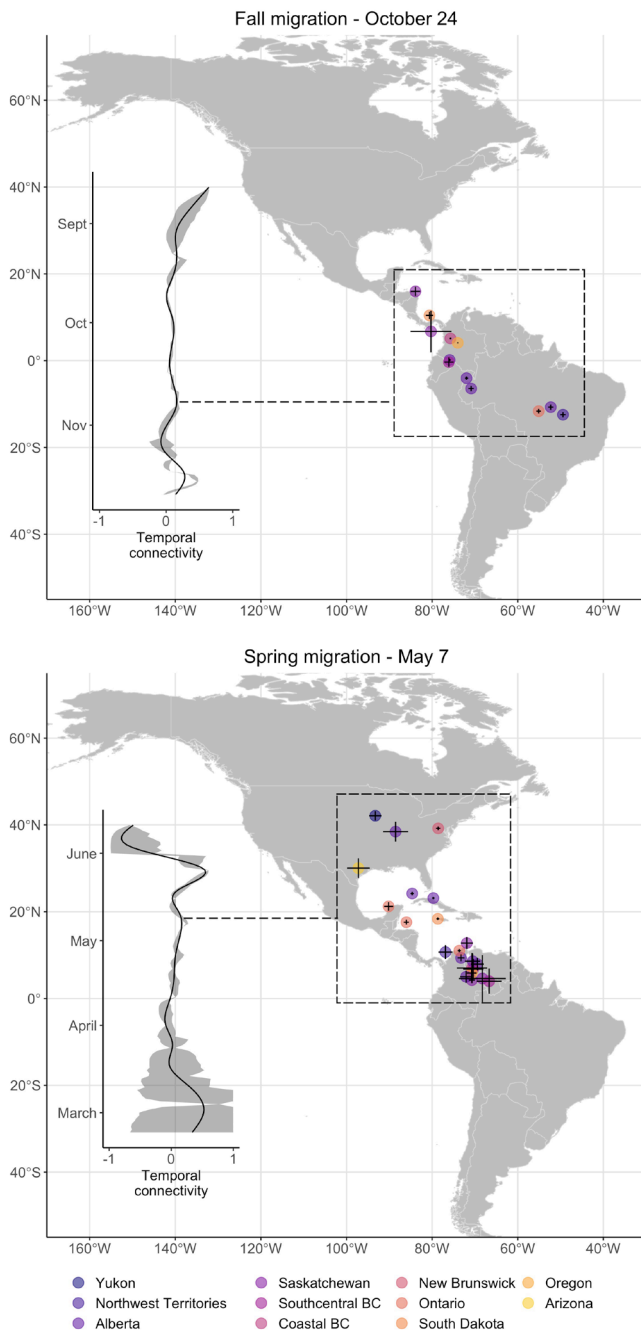 Fall migration - October 24
60°N
40°N
20°N
0°
20°S
40°S
Sept
Oct
Nov
-1 0 1
Temporal
connectivity
160°W 140°W 120°W 100°W 80°W 60°W 40°W
Spring migration - May 7
60°N
40°N
20°N
0°
20°S
40°S
June
May
April
March
-1 0 1
Temporal
connectivity
160°W 140°W 120°W 100°W 80°W 60°W 40°W
Yukon Saskatchewan New Brunswick Oregon
Northwest Territories Southcentral BC Ontario Arizona
Alberta Coastal BC South Dakota